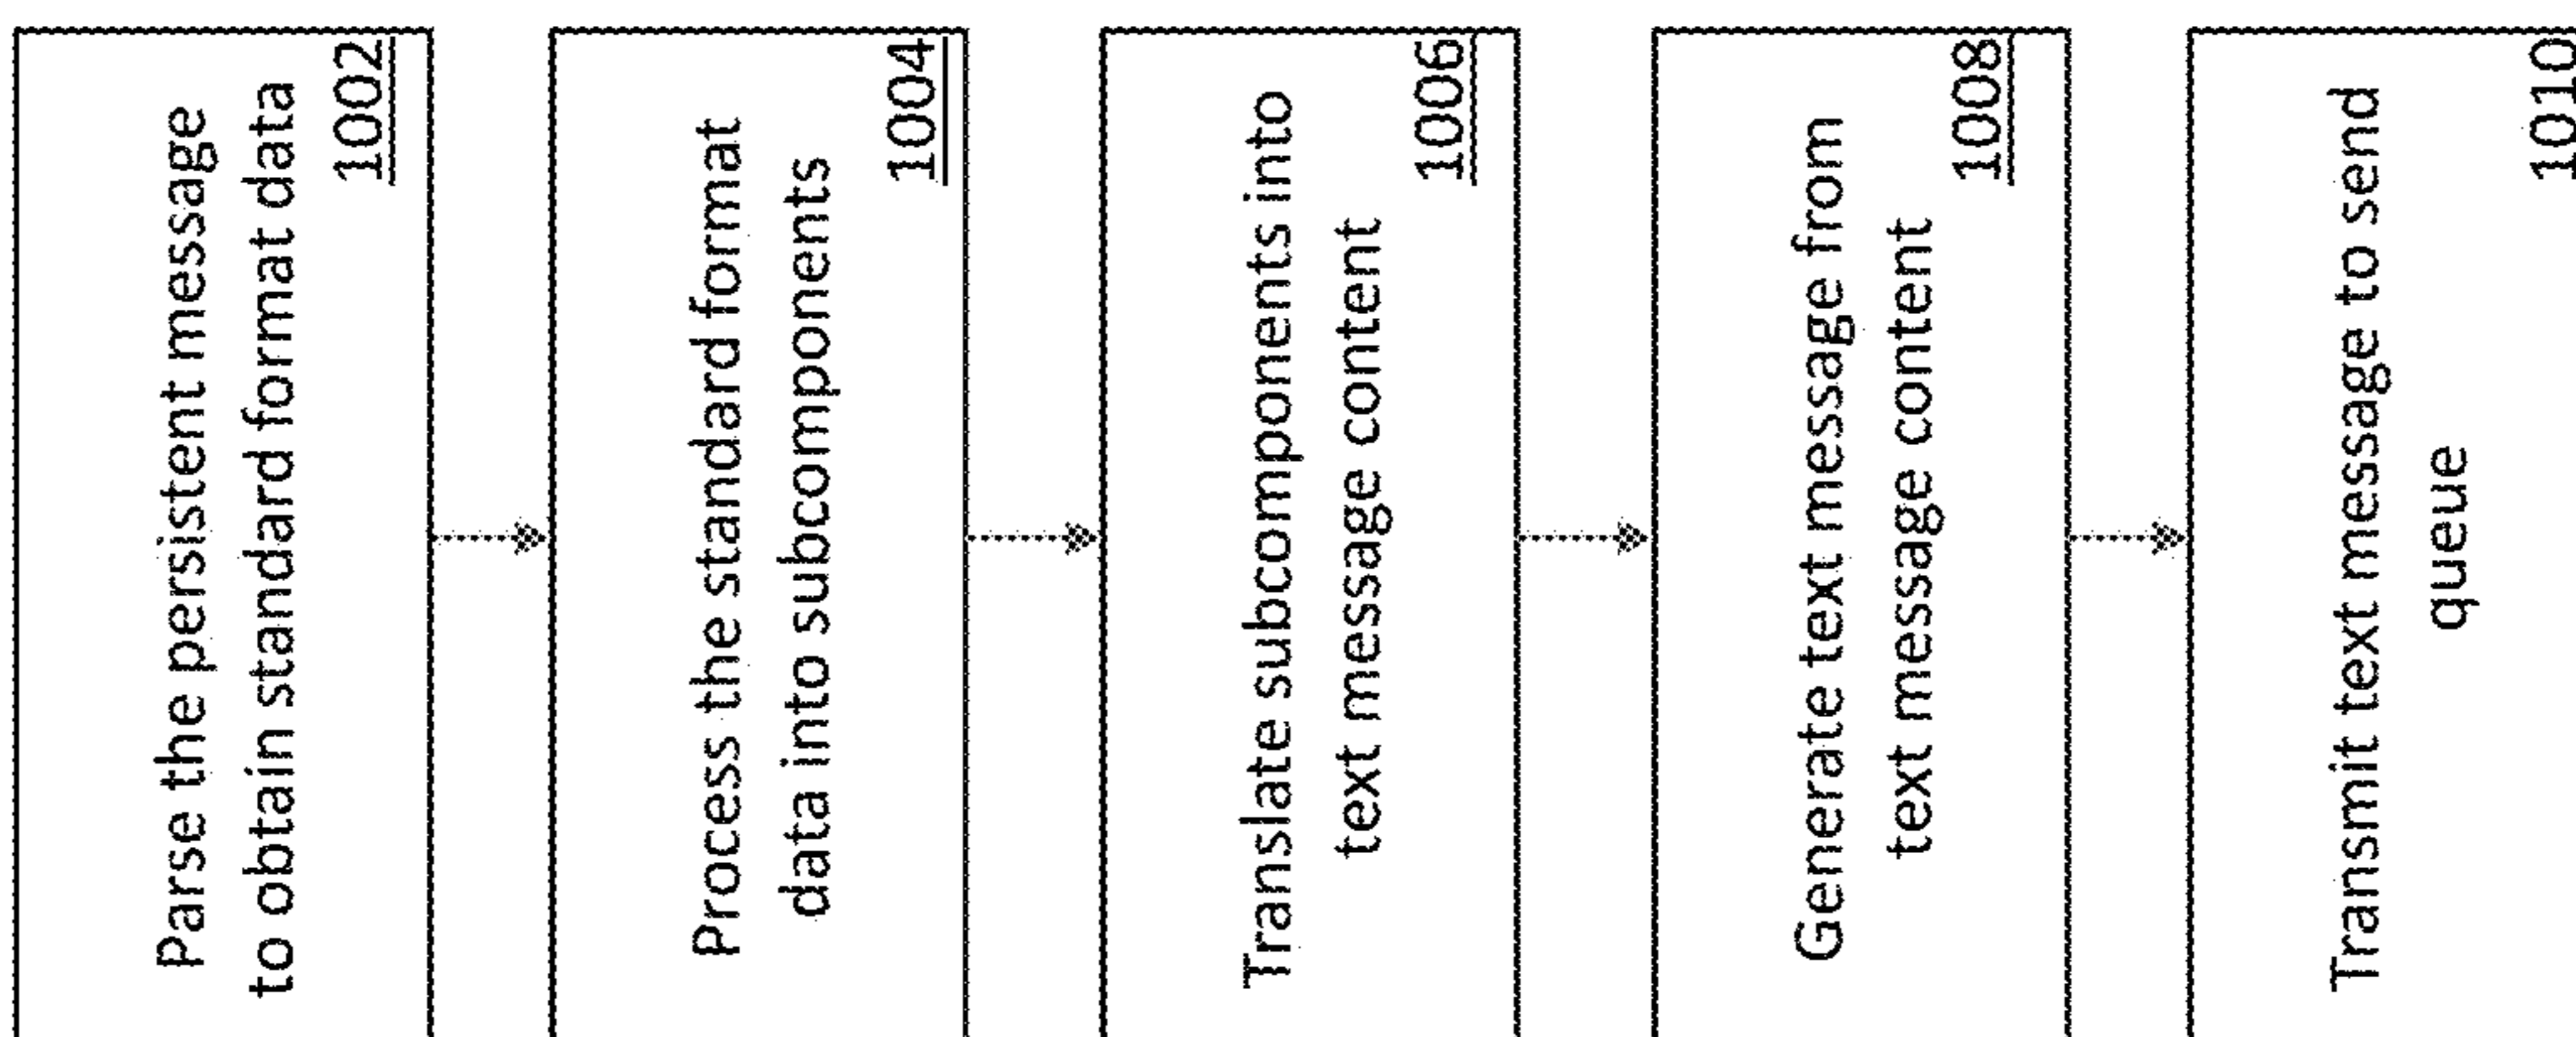 Parse the persistent message
to obtain standard format data
1002
Process the standard format
data into subcomponents
1004
Translate subcomponents into
text message content
1006
Generate text message from
text message content
1008
Transmit text message to send
queue
1010